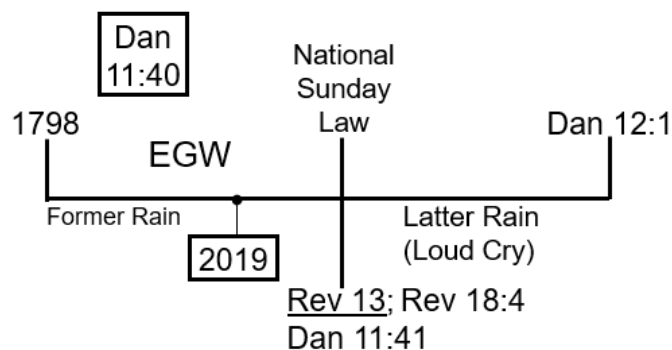 Dan
11:40
National
Sunday
Law
1798
Dan 12:1
EGW
Former Rain
2019
Latter Rain
(Loud Cry)
Rev 13; Rev 18:4
Dan 11:41